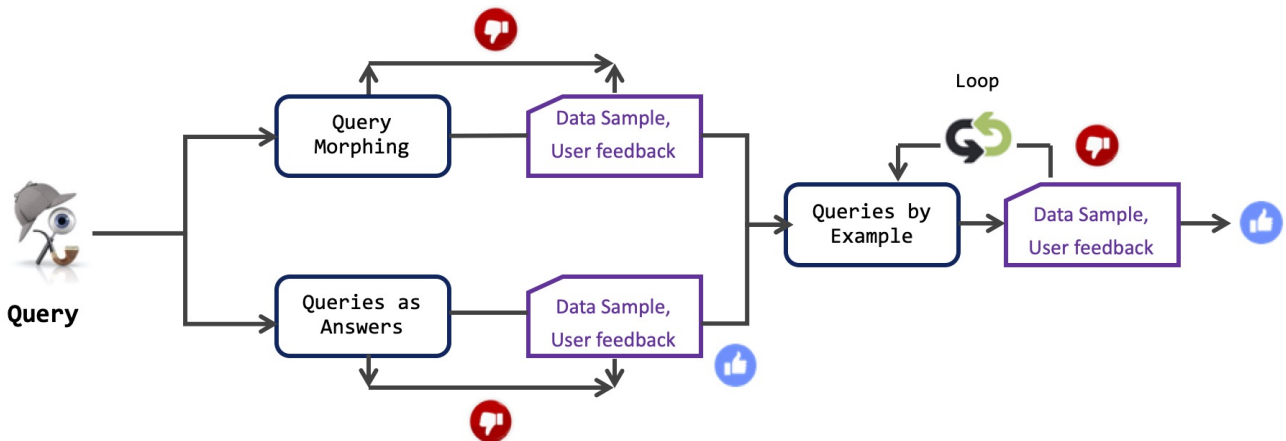 Query
Query
Morphing
Data Sample,
User feedback
Queries as
Answers
Data Sample,
User feedback
Loop
Queries by
Example
Data Sample,
User feedback